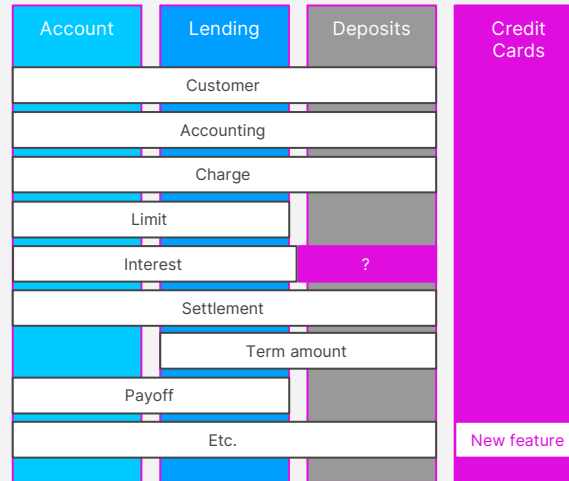 Account
Lending
Deposits
Credit
Cards
Customer
Accounting
Charge
Limit
Interest
?
Settlement
Term amount
Payoff
Etc.
New feature